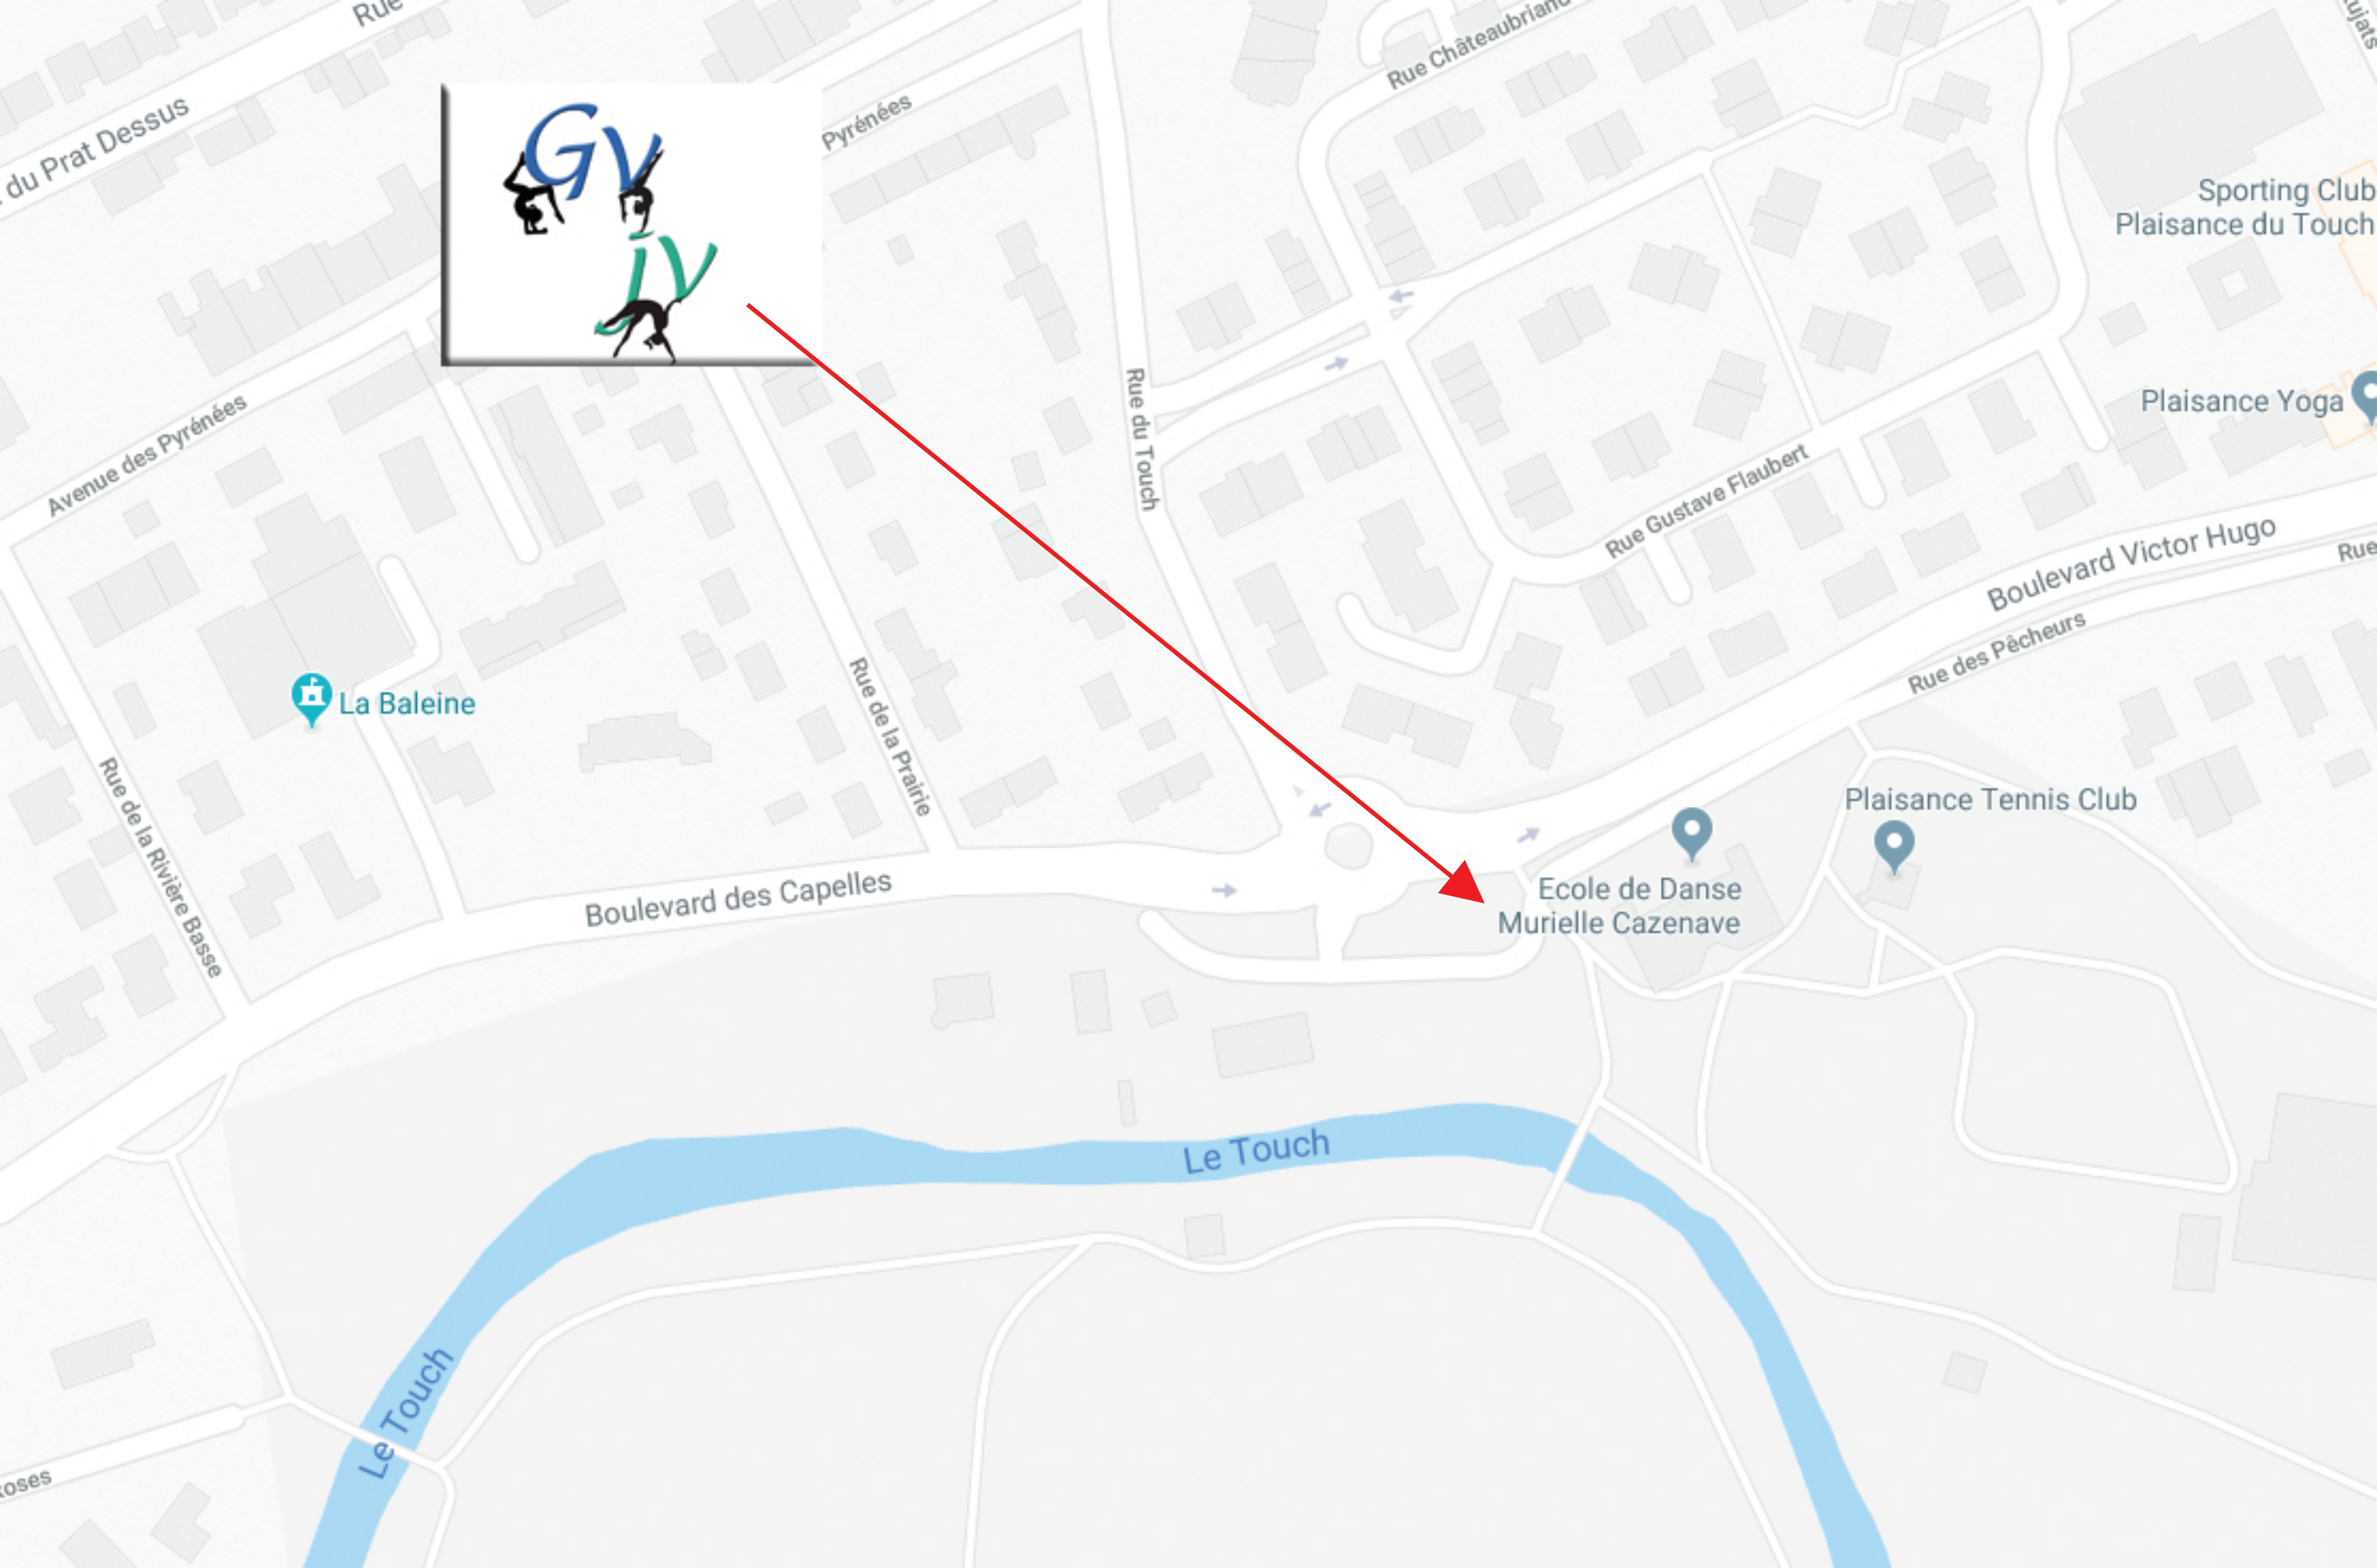 Rue
Rue Châteaubriand
du Prat Dessus
Pyrénées
GV
iv
Sporting Club
Plaisance du Touch
Avenue des Pyrénées
Rue du Touch
Plaisance Yoga
Rue Gustave Flaubert
Boulevard Victor Hugo
Rue
Rue des Pêcheurs
La Baleine
Rue de la Prairie
Rue de la Rivière Basse
Plaisance Tennis Club
Boulevard des Capelles
Ecole de Danse
Murielle Cazenave
Le Touch
Le Touch